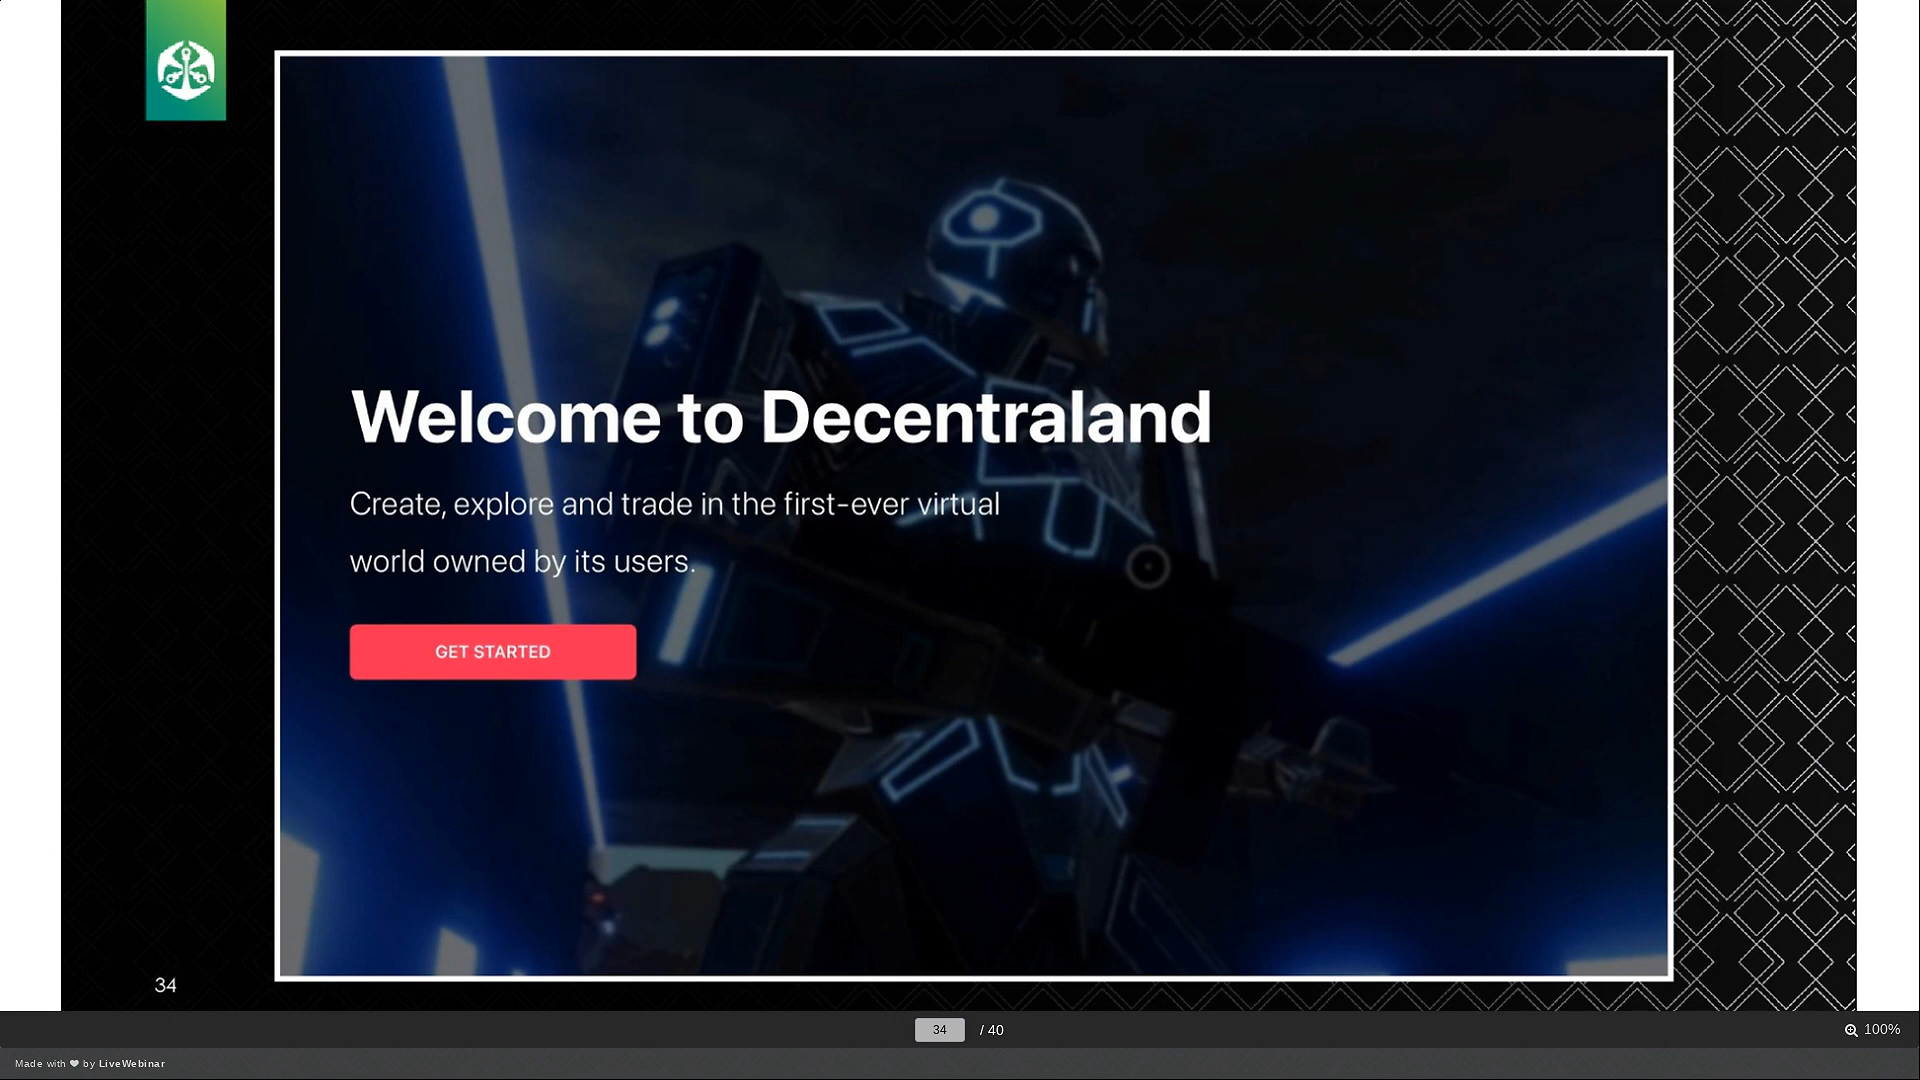 Welcome to Decentraland
Create, explore and trade in the first-ever virtual
world owned by its users.
GET STARTED
34
34 / 40
100%
Made with ❤ by LiveWebinar